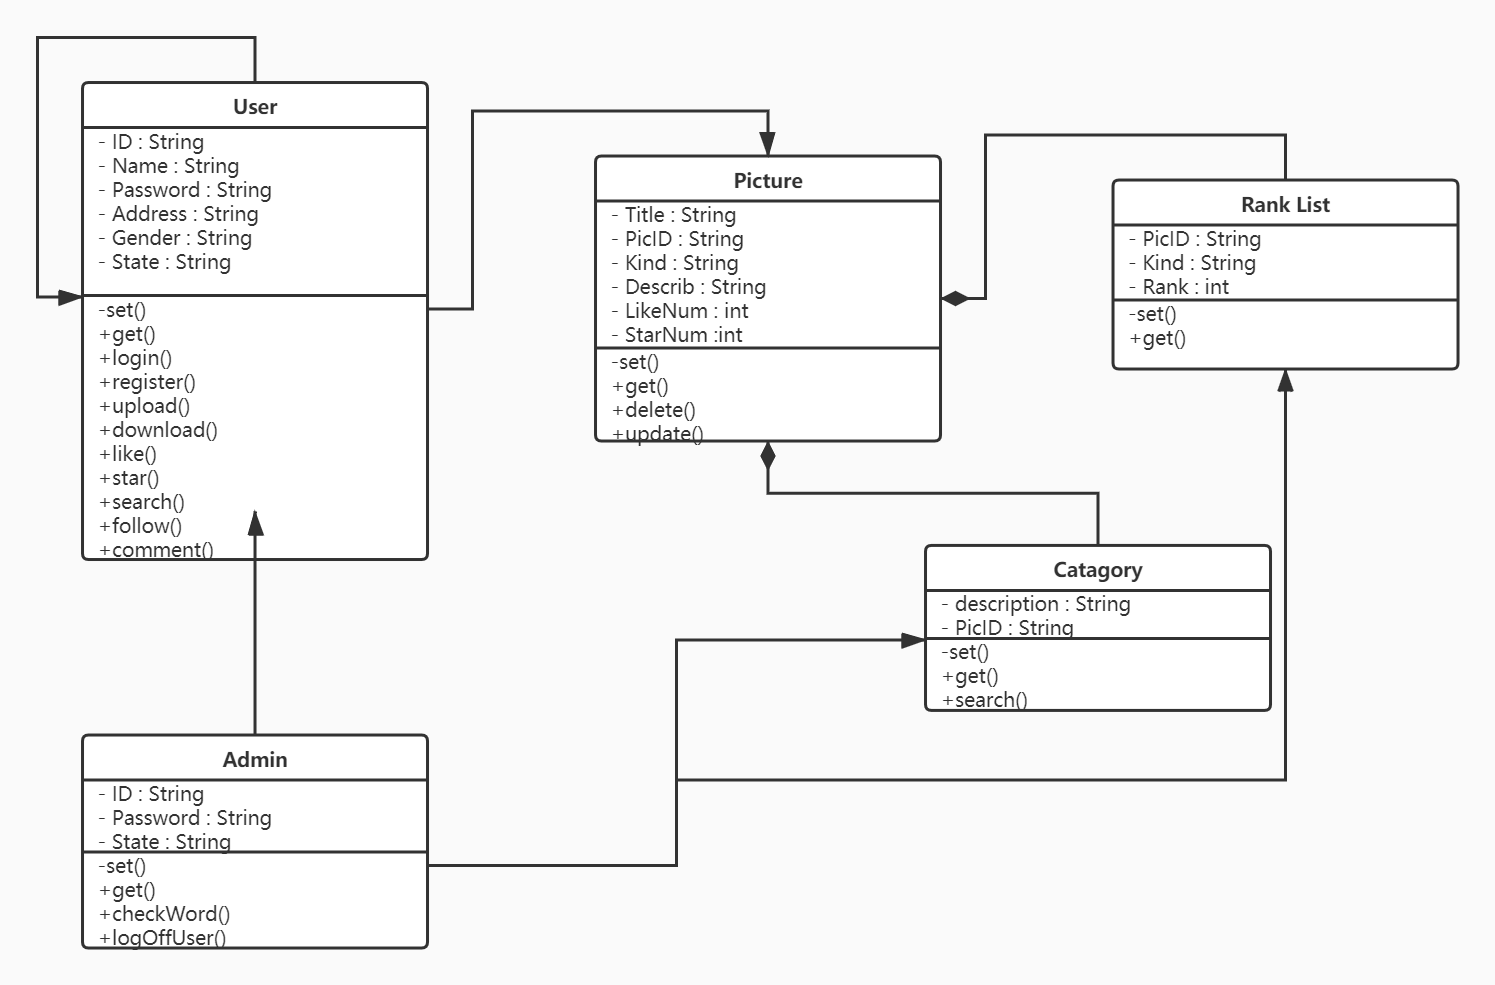 User
- ID : String
- Name : String
- Password : String
- Address : String
- Gender : String
- State : String
-set()
+get()
+login()
+register()
+upload()
+download()
+like()
+star()
+search()
+follow()
+comment()
Picture
- Title : String
- PicID : String
- Kind : String
- Describ : String
- LikeNum : int
- StarNum :int
-set()
+get()
+delete()
+update()
Rank List
- PicID : String
- Kind : String
- Rank : int
-set()
+get()
Catagory
- description : String
- PicID : String
-set()
+get()
+search()
Admin
- ID : String
- Password : String
- State : String
-set()
+get()
+checkWord()
+logOffUser()